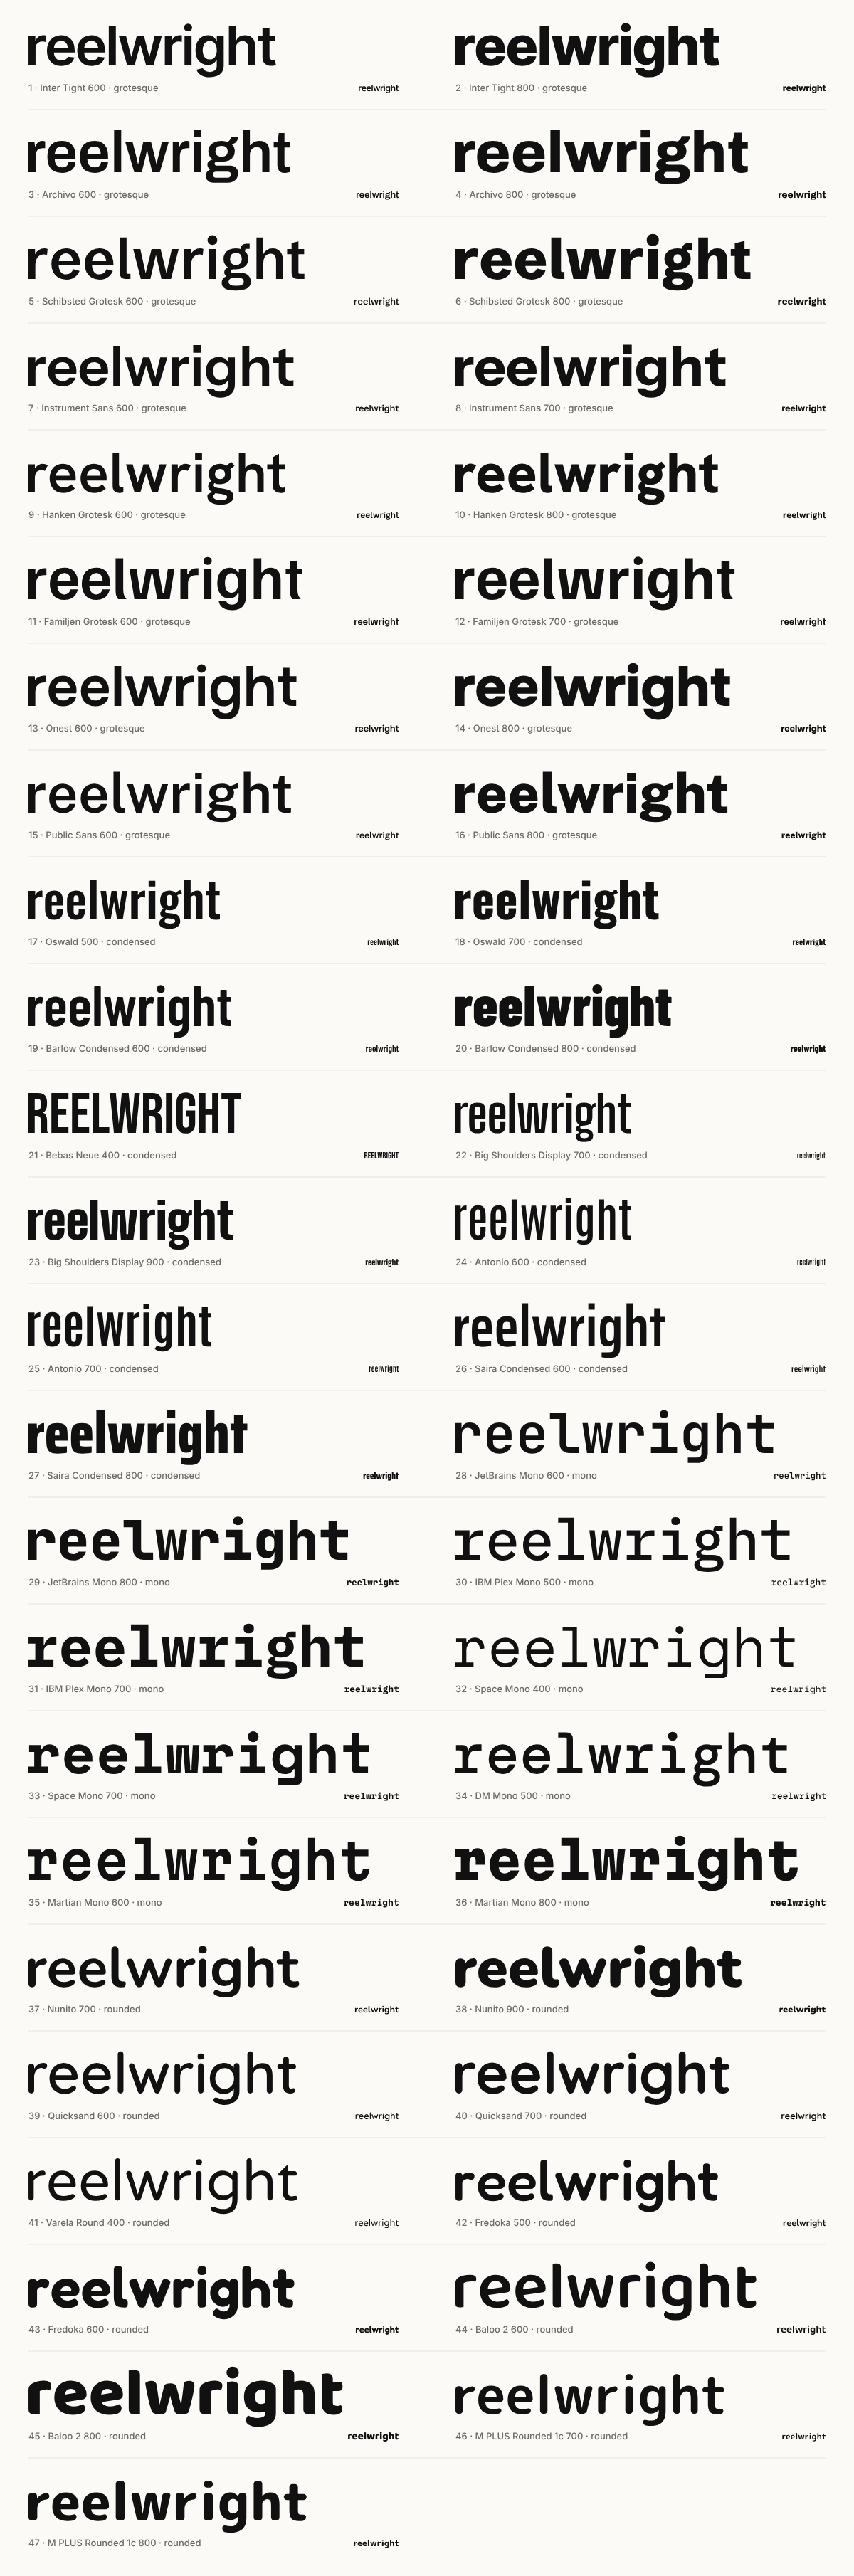 reelwright reelwright
1 · Inter Tight 600 · grotesque reelwright 2 · Inter Tight 800 · grotesque reelwright
reelwright reelwright
3 · Archivo 600 · grotesque reelwright 4 · Archivo 800 · grotesque reelwright
reelwright reelwright
5 · Schibsted Grotesk 600 · grotesque reelwright 6 · Schibsted Grotesk 800 · grotesque reelwright
reelwright reelwright
7 · Instrument Sans 600 · grotesque reelwright 8 · Instrument Sans 700 · grotesque reelwright
reelwright reelwright
9 · Hanken Grotesk 600 · grotesque reelwright 10 · Hanken Grotesk 800 · grotesque reelwright
reelwright reelwright
11 · Familjen Grotesk 600 · grotesque reelwright 12 · Familjen Grotesk 700 · grotesque reelwright
reelwright reelwright
13 · Onest 600 · grotesque reelwright 14 · Onest 800 · grotesque reelwright
reelwright reelwright
15 · Public Sans 600 · grotesque reelwright 16 · Public Sans 800 · grotesque reelwright
reelwright reelwright
17 · Oswald 500 · condensed reelwright 18 · Oswald 700 · condensed reelwright
reelwright reelwright
19 · Barlow Condensed 600 · condensed reelwright 20 · Barlow Condensed 800 · condensed reelwright
REELWRIGHT reelwright
21 · Bebas Neue 400 · condensed REELWRIGHT 22 · Big Shoulders Display 700 · condensed reelwright
reelwright reelwright
23 · Big Shoulders Display 900 · condensed reelwright 24 · Antonio 600 · condensed reelwright
reelwright reelwright
25 · Antonio 700 · condensed reelwright 26 · Saira Condensed 600 · condensed reelwright
reelwright reelwright
27 · Saira Condensed 800 · condensed reelwright 28 · JetBrains Mono 600 · mono reelwright
reelwright reelwright
29 · JetBrains Mono 800 · mono reelwright 30 · IBM Plex Mono 500 · mono reelwright
reelwright reelwright
31 · IBM Plex Mono 700 · mono reelwright 32 · Space Mono 400 · mono reelwright
reelwright reelwright
33 · Space Mono 700 · mono reelwright 34 · DM Mono 500 · mono reelwright
reelwright reelwright
35 · Martian Mono 600 · mono reelwright 36 · Martian Mono 800 · mono reelwright
reelwright reelwright
37 · Nunito 700 · rounded reelwright 38 · Nunito 900 · rounded reelwright
reelwright reelwright
39 · Quicksand 600 · rounded reelwright 40 · Quicksand 700 · rounded reelwright
reelwright reelwright
41 · Varela Round 400 · rounded reelwright 42 · Fredoka 500 · rounded reelwright
reelwright reelwright
43 · Fredoka 600 · rounded reelwright 44 · Baloo 2 600 · rounded reelwright
reelwright reelwright
45 · Baloo 2 800 · rounded reelwright 46 · M PLUS Rounded 1c 700 · rounded reelwright
reelwright
47 · M PLUS Rounded 1c 800 · rounded reelwright